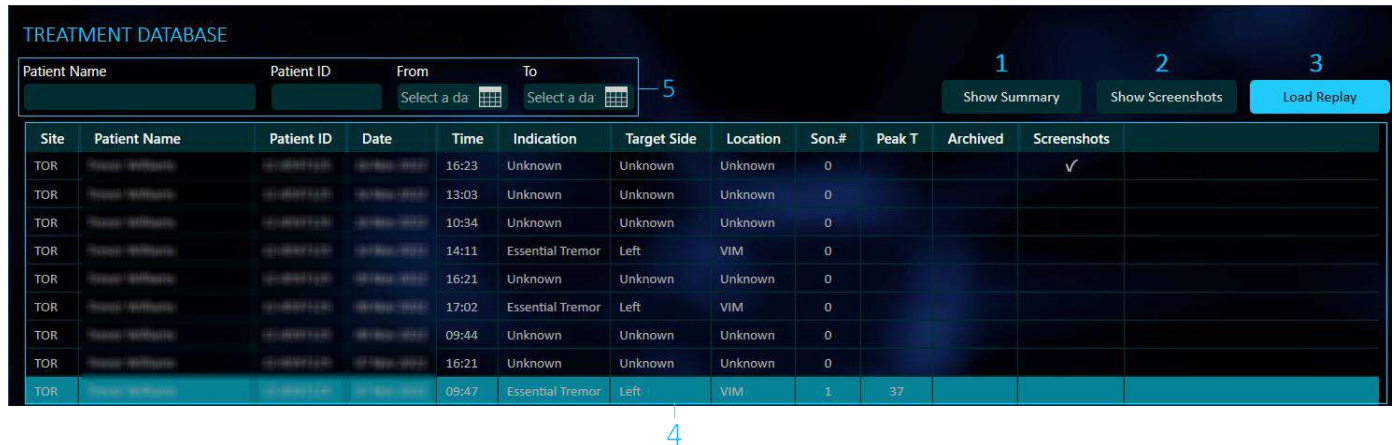 TREATMENT DATABASE
Patient Name Patient ID From To
1 2 3
Select a da Select a da 5 Show Summary Show Screenshots Load Replay
Site Patient Name Patient ID Date Time Indication Target Side Location Son.# Peak T Archived Screenshots
TOR 16:23 Unknown Unknown Unknown 0 ✓
TOR 13:03 Unknown Unknown Unknown 0
TOR 10:34 Unknown Unknown Unknown 0
TOR 14:11 Essential Tremor Left VIM 0
TOR 16:21 Unknown Unknown Unknown 0
TOR 17:02 Essential Tremor Left VIM 0
TOR 09:44 Unknown Unknown Unknown 0
TOR 16:21 Unknown Unknown Unknown 0
TOR 09:47 Essential Tremor Left VIM 1 37
4